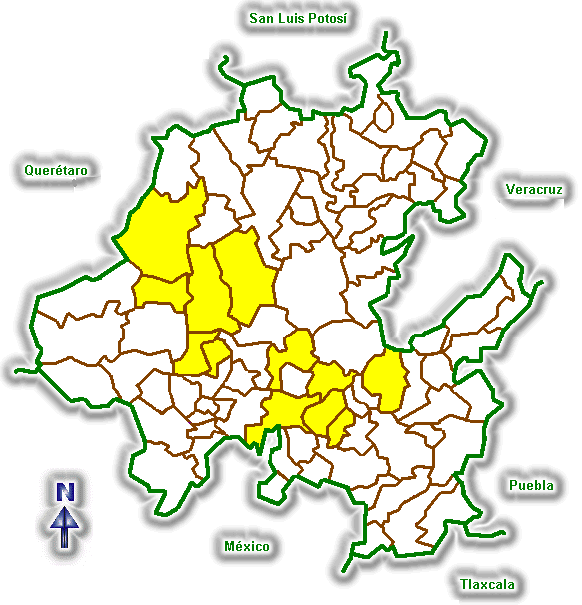 San Luis Potosí
Querétaro
Veracruz
N
Puebla
México
Tlaxcala